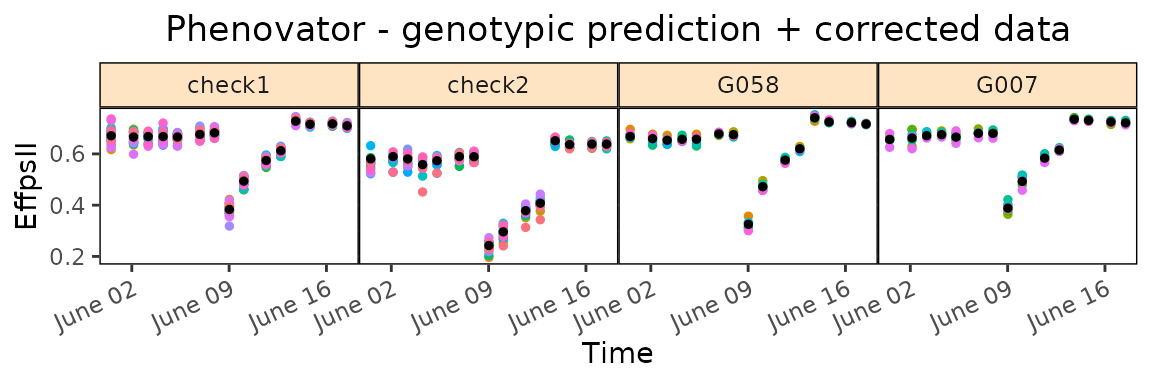 Phenovator - genotypic prediction + corrected data
check1 check2 G058 G007
EffpsII
0.6
0.4
0.2
June 02 June 09 June 16 June 02 June 09 June 16 June 02 June 09 June 16 June 02 June 09 June 16
Time